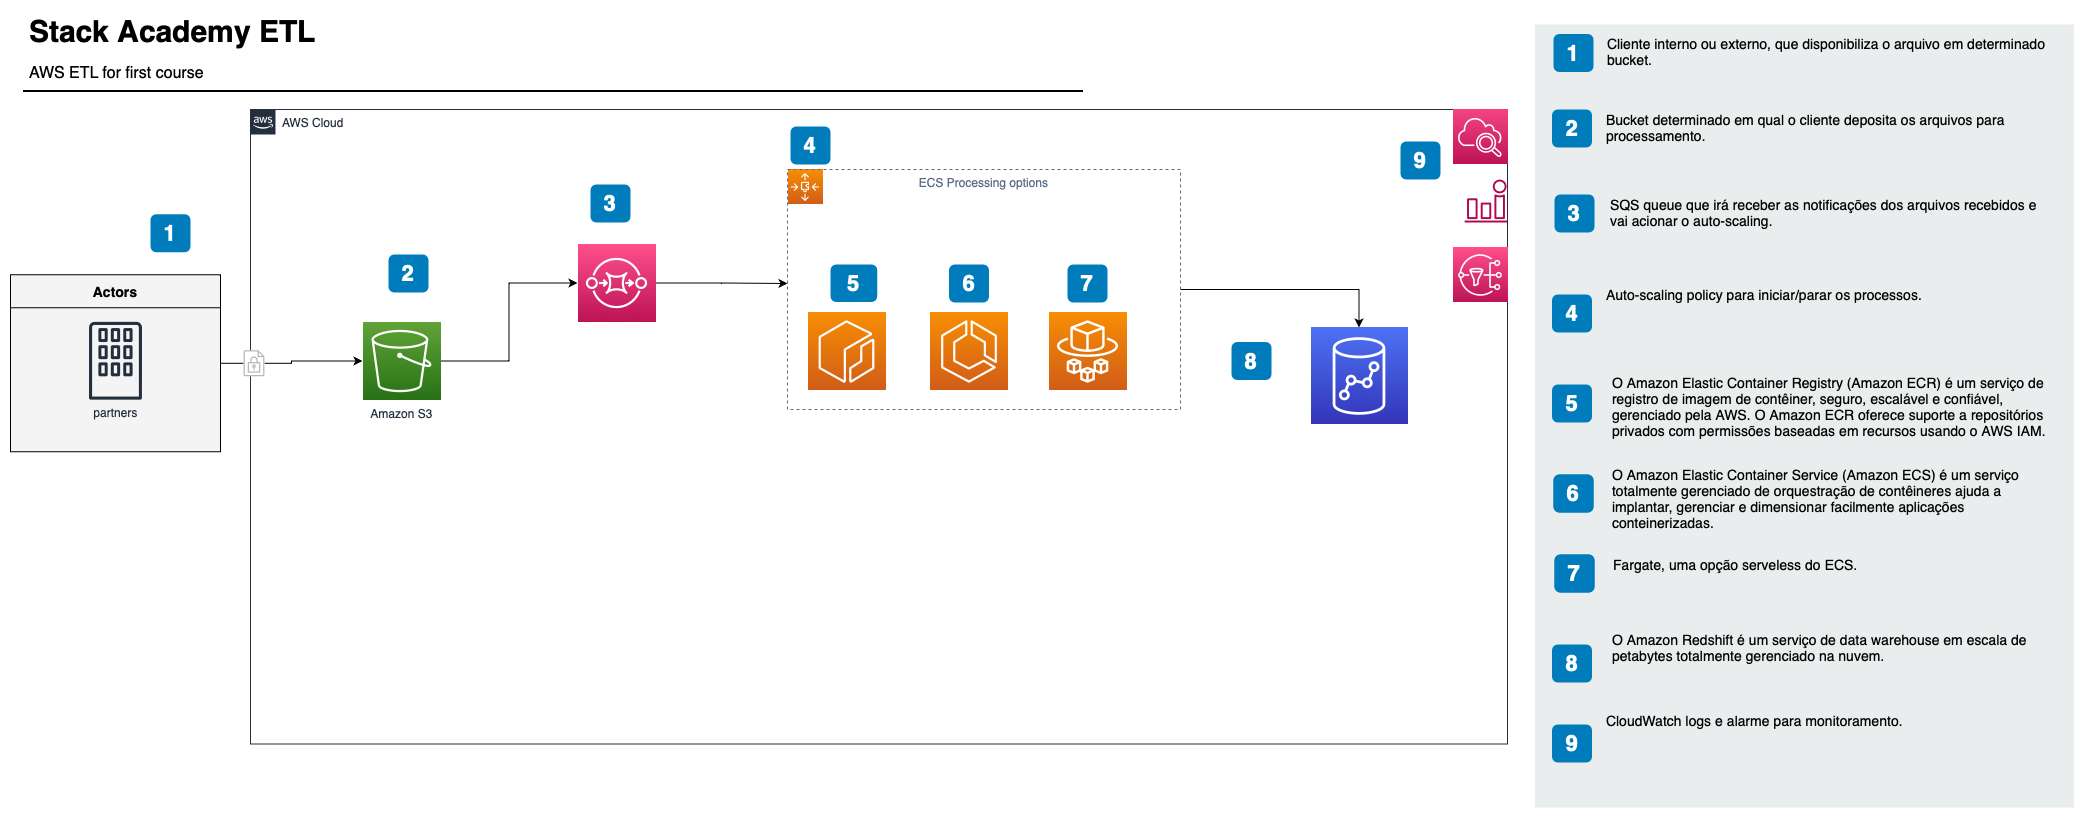 Stack Academy ETL
AWS ETL for first course
aws
AWS Cloud
1
2
3
4
9
ECS Processing options
5
6
7
8
Actors
partners
Amazon S3
1
Cliente interno ou externo, que disponibiliza o arquivo em determinado
bucket.
2
Bucket determinado em qual o cliente deposita os arquivos para
processamento.
3
SQS queue que irá receber as notificações dos arquivos recebidos e
vai acionar o auto-scaling.
4
Auto-scaling policy para iniciar/parar os processos.
5
O Amazon Elastic Container Registry (Amazon ECR) é um serviço de
registro de imagem de contêiner, seguro, escalável e confiável,
gerenciado pela AWS. O Amazon ECR oferece suporte a repositórios
privados com permissões baseadas em recursos usando o AWS IAM.
6
O Amazon Elastic Container Service (Amazon ECS) é um serviço
totalmente gerenciado de orquestração de contêineres ajuda a
implantar, gerenciar e dimensionar facilmente aplicações
conteinerizadas.
7
Fargate, uma opção serveless do ECS.
8
O Amazon Redshift é um serviço de data warehouse em escala de
petabytes totalmente gerenciado na nuvem.
9
CloudWatch logs e alarme para monitoramento.